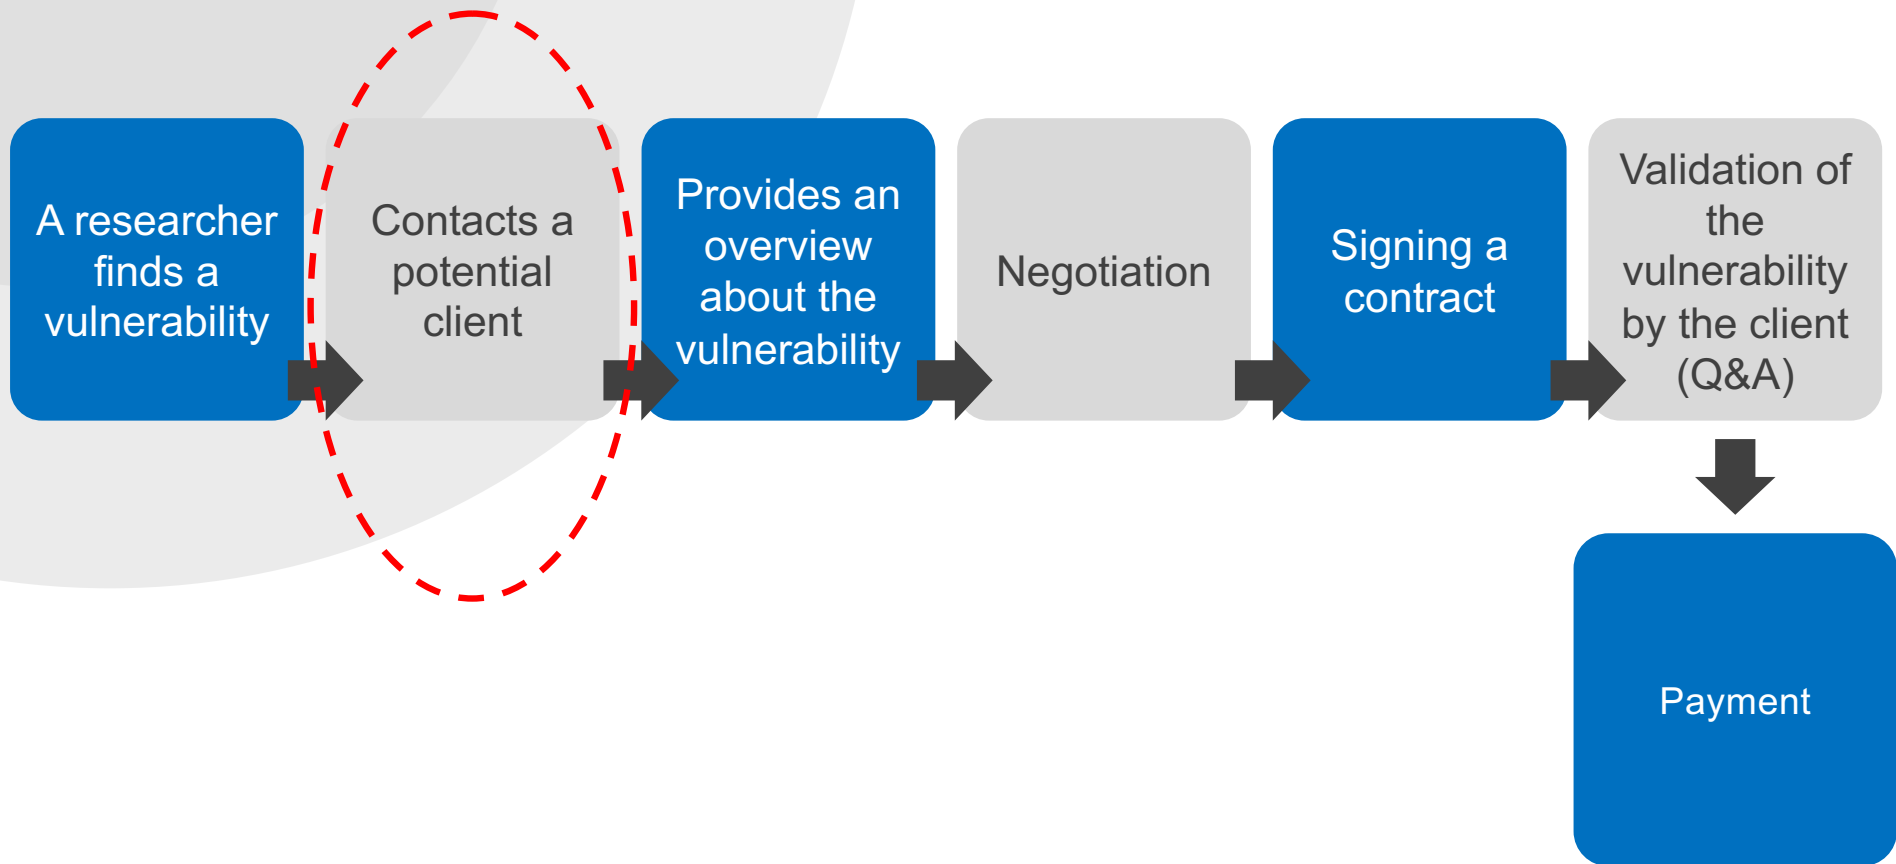 A researcher
finds a
vulnerability
Contacts a
potential
client
Provides an
overview
about the
vulnerability
Negotiation
Signing a
contract
Validation of
the
vulnerability
by the client
(Q&A)
Payment